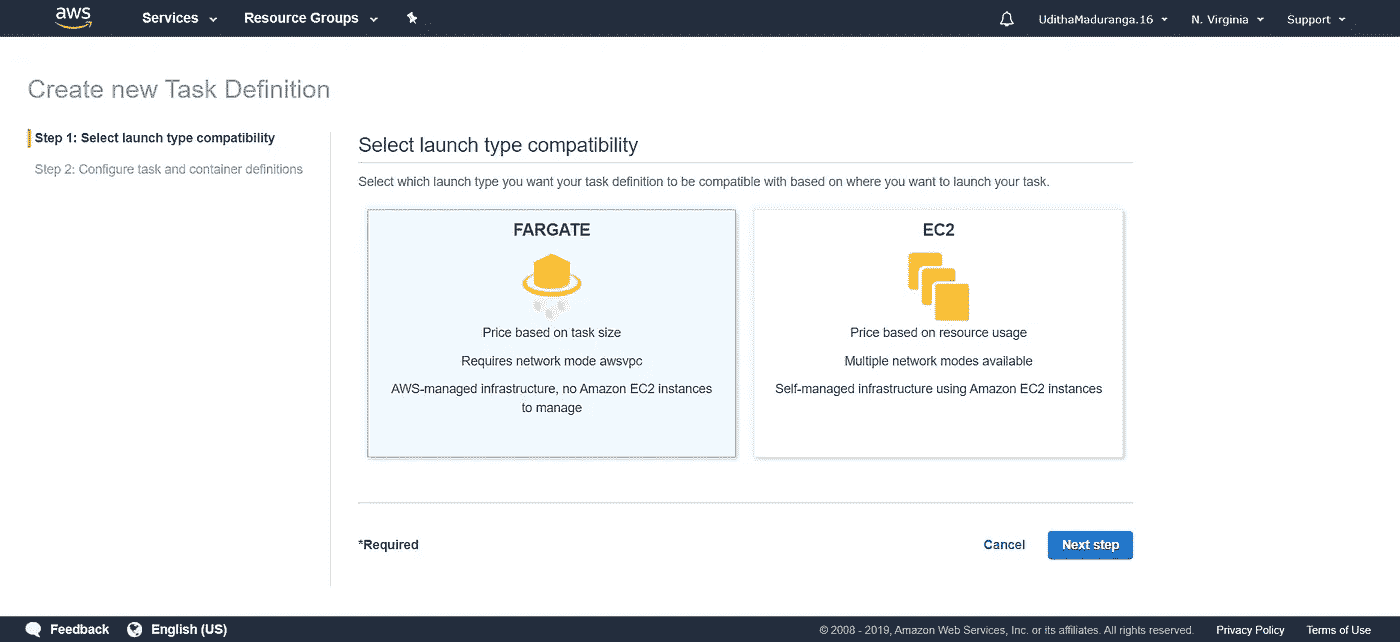 aws Services Resource Groups UdithaMaduranga.16 N. Virginia Support
Create new Task Definition
Step 1: Select launch type compatibility
Step 2: Configure task and container definitions
Select launch type compatibility
Select which launch type you want your task definition to be compatible with based on where you want to launch your task.
FARGATE
Price based on task size
Requires network mode awsvpc
AWS-managed infrastructure, no Amazon EC2 instances
to manage
EC2
Price based on resource usage
Multiple network modes available
Self-managed infrastructure using Amazon EC2 instances
*Required
Cancel Next step
Feedback English (US) © 2008 - 2019, Amazon Web Services, Inc. or its affiliates. All rights reserved. Privacy Policy Terms of Use